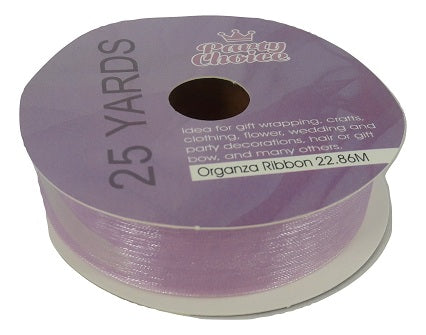 Party
Choice
25 YARDS
Idea for gift wrapping, crafts,
clothing, flower, wedding and
party decorations, hair or gift
bow, and many others.
Organza Ribbon 22.86M